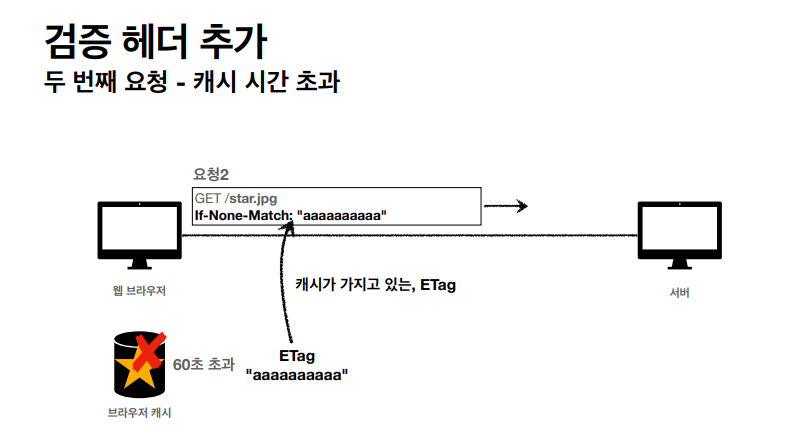 검증 헤더 추가
두 번째 요청 - 캐시 시간 초과
요청2
GET /star.jpg
If-None-Match: "aaaaaaaaaa"
웹 브라우저
서버
캐시가 가지고 있는, ETag
60초 초과
ETag
"aaaaaaaaaa"
브라우저 캐시